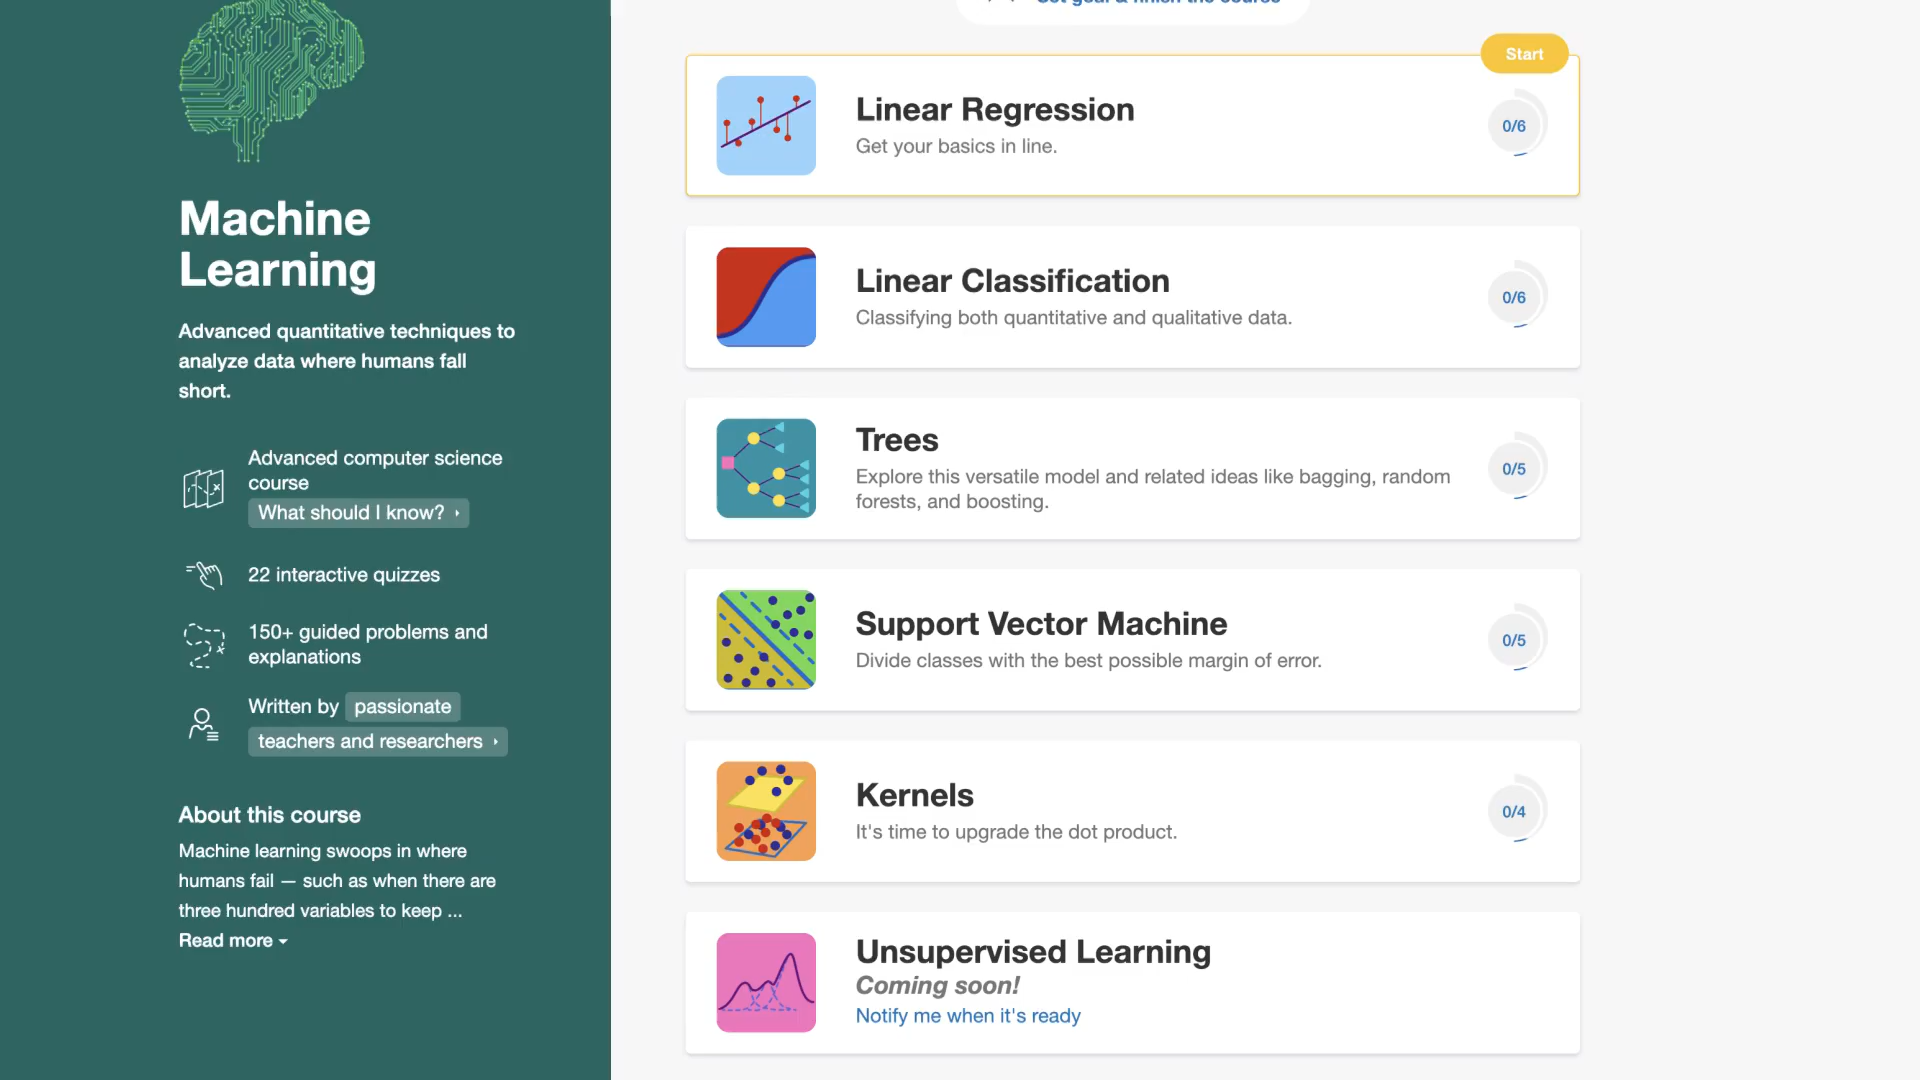 Set goal & finish the course
Machine
Learning
Advanced quantitative techniques to
analyze data where humans fall
short.
Advanced computer science
course
What should I know?
22 interactive quizzes
150+ guided problems and
explanations
Written by passionate
teachers and researchers
About this course
Machine learning swoops in where
humans fail — such as when there are
three hundred variables to keep ...
Read more
Start
Linear Regression
Get your basics in line.
0/6
Linear Classification
Classifying both quantitative and qualitative data.
0/6
Trees
Explore this versatile model and related ideas like bagging, random
forests, and boosting.
0/5
Support Vector Machine
Divide classes with the best possible margin of error.
0/5
Kernels
It's time to upgrade the dot product.
0/4
Unsupervised Learning
Coming soon!
Notify me when it's ready